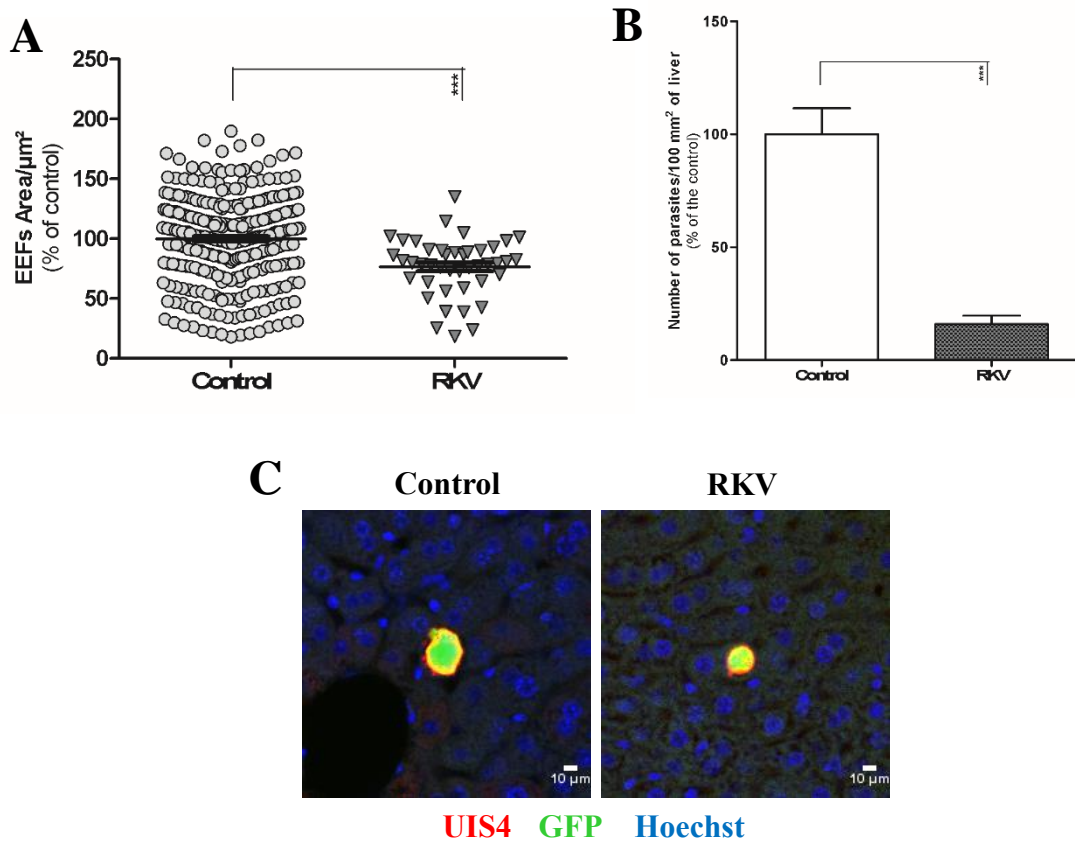 A
EEFs Area/µm²
(% of control)
250
200
150
100
50
0
***
Control
RKV
B
Number of parasites/100 mm² of liver
(% of the control)
150
100
50
0
***
Control
RKV
C
Control
RKV
10 µm
10 µm
UIS4 GFP Hoechst